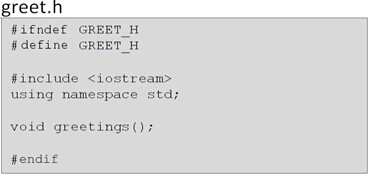 greet.h
#ifndef GREET_H
#define GREET_H
#include <iostream>
using namespace std;
void greetings();
#endif